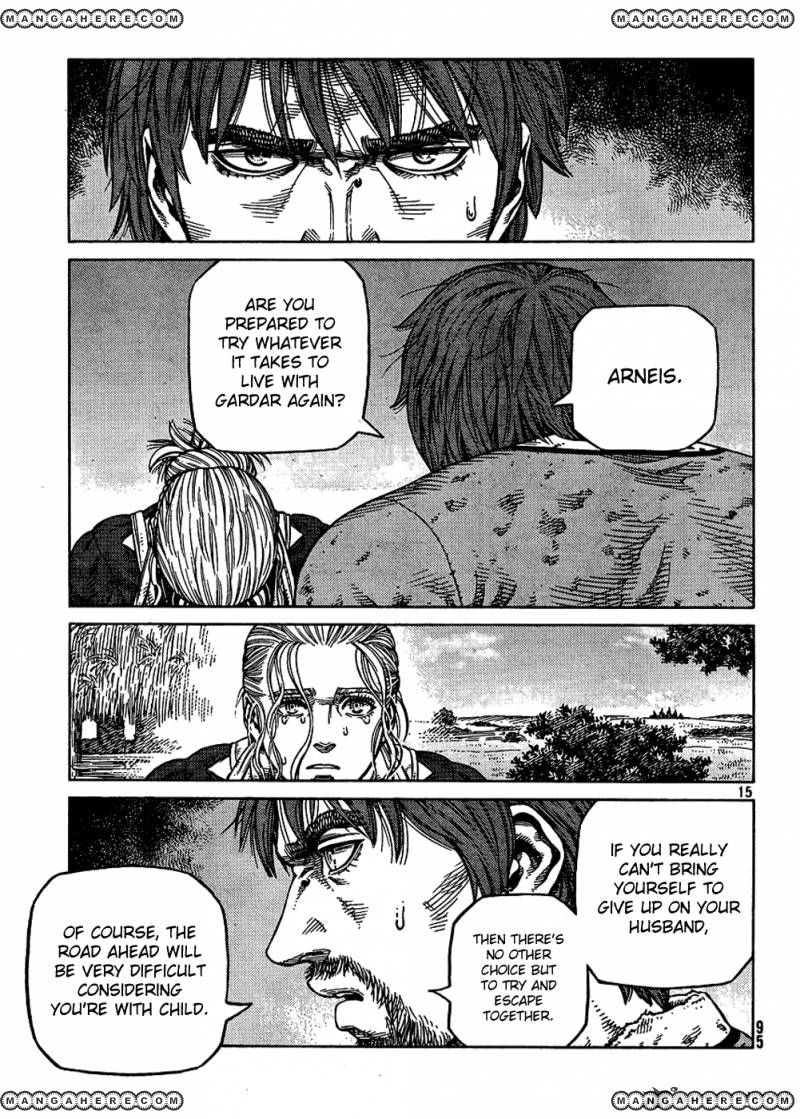 MANGAHERE.COM
MANGAHERE.COM
ARNEIS.
ARE YOU
PREPARED TO
TRY WHATEVER
IT TAKES TO
LIVE WITH
GARDAR AGAIN?
15
IF YOU REALLY
CAN'T BRING
YOURSELF TO
GIVE UP ON YOUR
HUSBAND,
THEN THERE'S
NO OTHER
CHOICE BUT
TO TRY AND
ESCAPE
TOGETHER.
OF COURSE, THE
ROAD AHEAD WILL
BE VERY DIFFICULT
CONSIDERING
YOU'RE WITH CHILD.
95
MANGAHERE.COM
MANGAHERE.COM